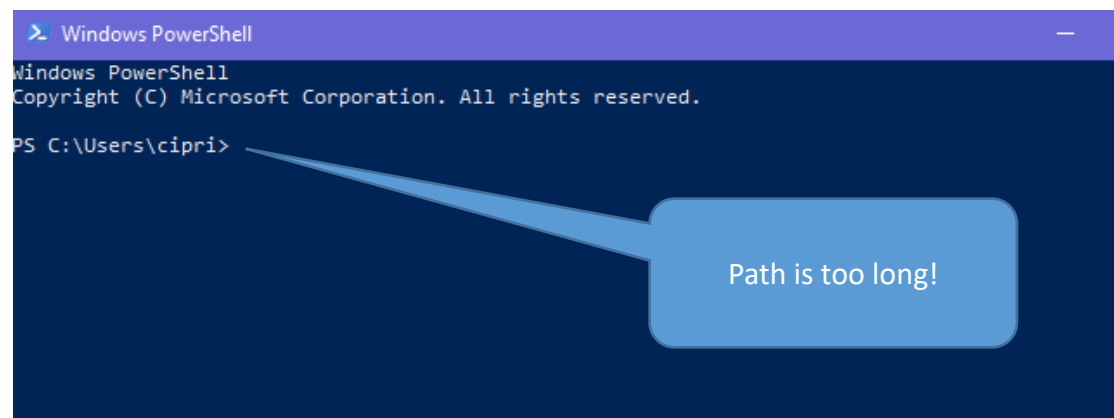 Windows PowerShell
Windows PowerShell
Copyright (C) Microsoft Corporation. All rights reserved.
PS C:\Users\cipri>
Path is too long!